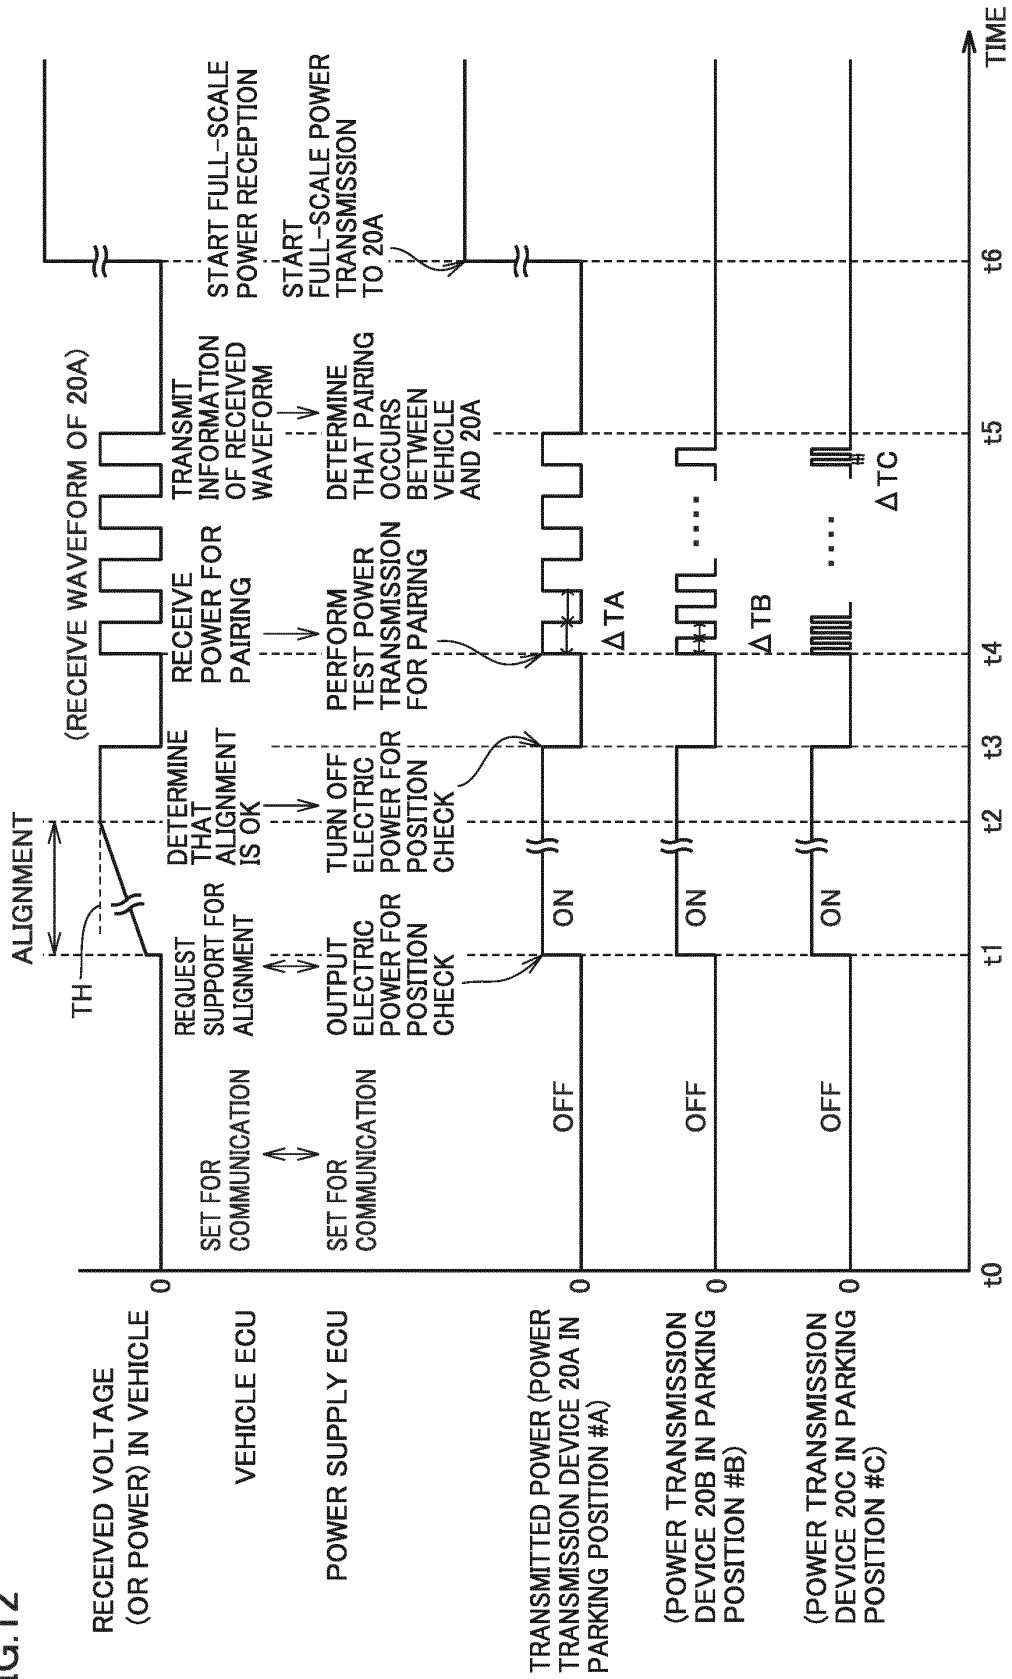 FIG.12
RECEIVED VOLTAGE
(OR POWER) IN VEHICLE
VEHICLE ECU
POWER SUPPLY ECU
TRANSMITTED POWER (POWER
TRANSMISSION DEVICE 20A IN
PARKING POSITION #A)
(POWER TRANSMISSION
DEVICE 20B IN PARKING
POSITION #B)
(POWER TRANSMISSION
DEVICE 20C IN PARKING
POSITION #C)
0
0
0
0
ALIGNMENT
TH
(RECEIVE WAVEFORM OF 20A)
SET FOR
COMMUNICATION
SET FOR
COMMUNICATION
REQUEST
SUPPORT FOR
ALIGNMENT
OUTPUT
ELECTRIC
POWER FOR
POSITION
CHECK
DETERMINE
THAT
ALIGNMENT
IS OK
TURN OFF
ELECTRIC
POWER FOR
POSITION
CHECK
RECEIVE
POWER FOR
PAIRING
PERFORM
TEST POWER
TRANSMISSION
FOR PAIRING
TRANSMIT
INFORMATION
OF RECEIVED
WAVEFORM
DETERMINE
THAT PAIRING
OCCURS
BETWEEN
VEHICLE
AND 20A
START FULL-SCALE
POWER RECEPTION
START
FULL-SCALE POWER
TRANSMISSION
TO 20A
OFF
ON
ΔTA
OFF
ON
ΔTB
OFF
ON
ΔTC
t0
t1
t2
t3
t4
t5
t6
TIME